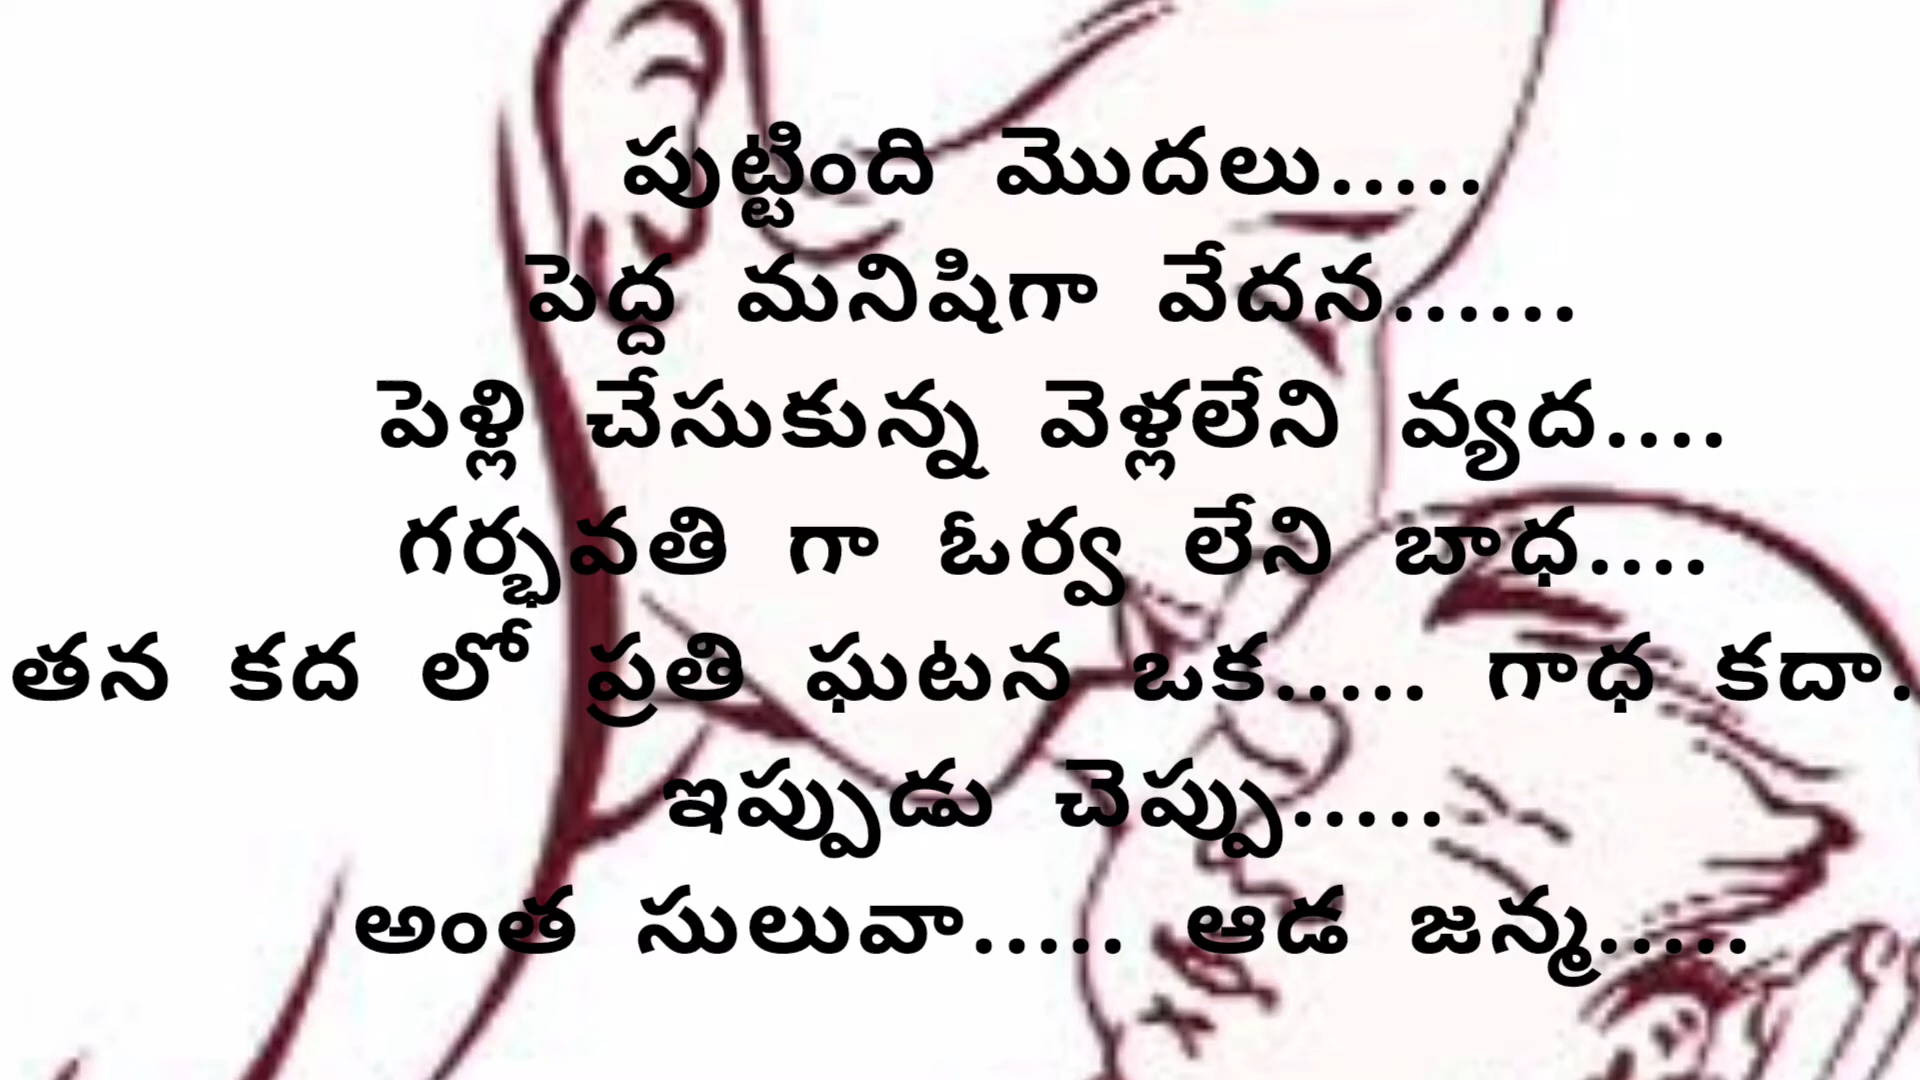 పుట్టింది మొదలు.....
పెద్ద మనిషిగా వేదన......
పెళ్లి చేసుకున్న వెళ్లలేని వ్యద....
గర్భవతి గా ఓర్వ లేని బాధ....
తన కద లో ప్రతి ఘటన ఒక..... గాధ కదా.
ఇప్పుడు చెప్పు.....
అంత సులువా..... ఆడ జన్మ.....